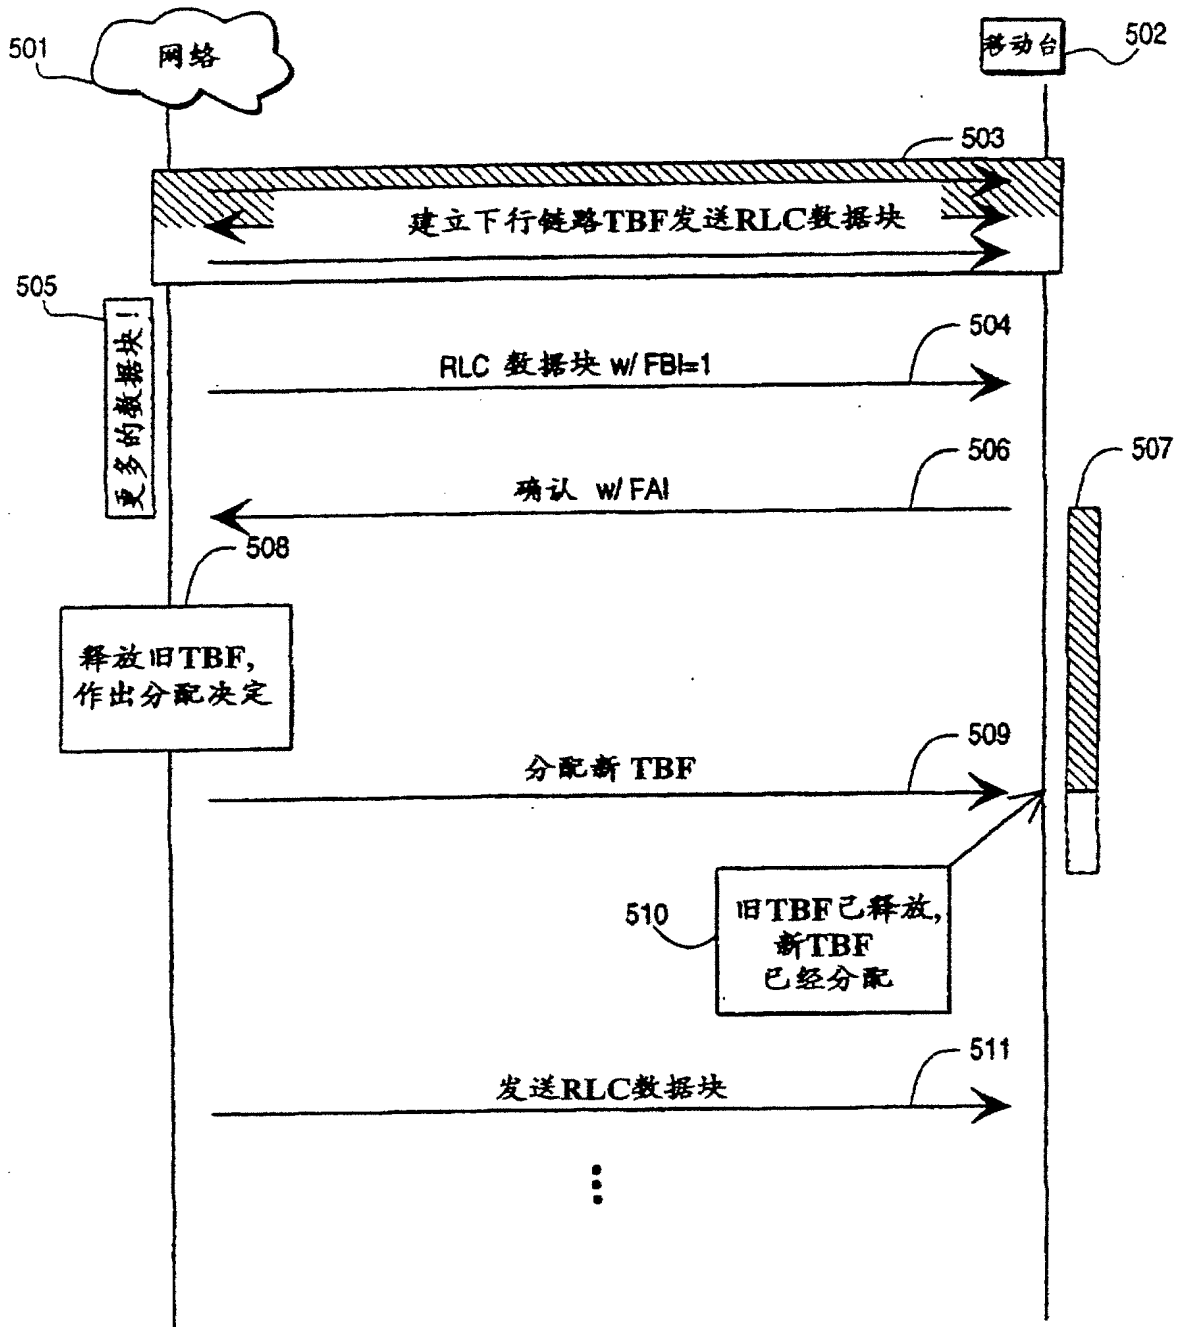 501
网络
移动台
502
503
建立下行链路TBF发送RLC数据块
505
更多的数据块!
504
RLC 数据块 w/ FBI=1
506
确认 w/ FAI
507
508
释放旧TBF,
作出分配决定
509
分配新 TBF
510
旧TBF已释放,
新TBF
已经分配
511
发送RLC数据块